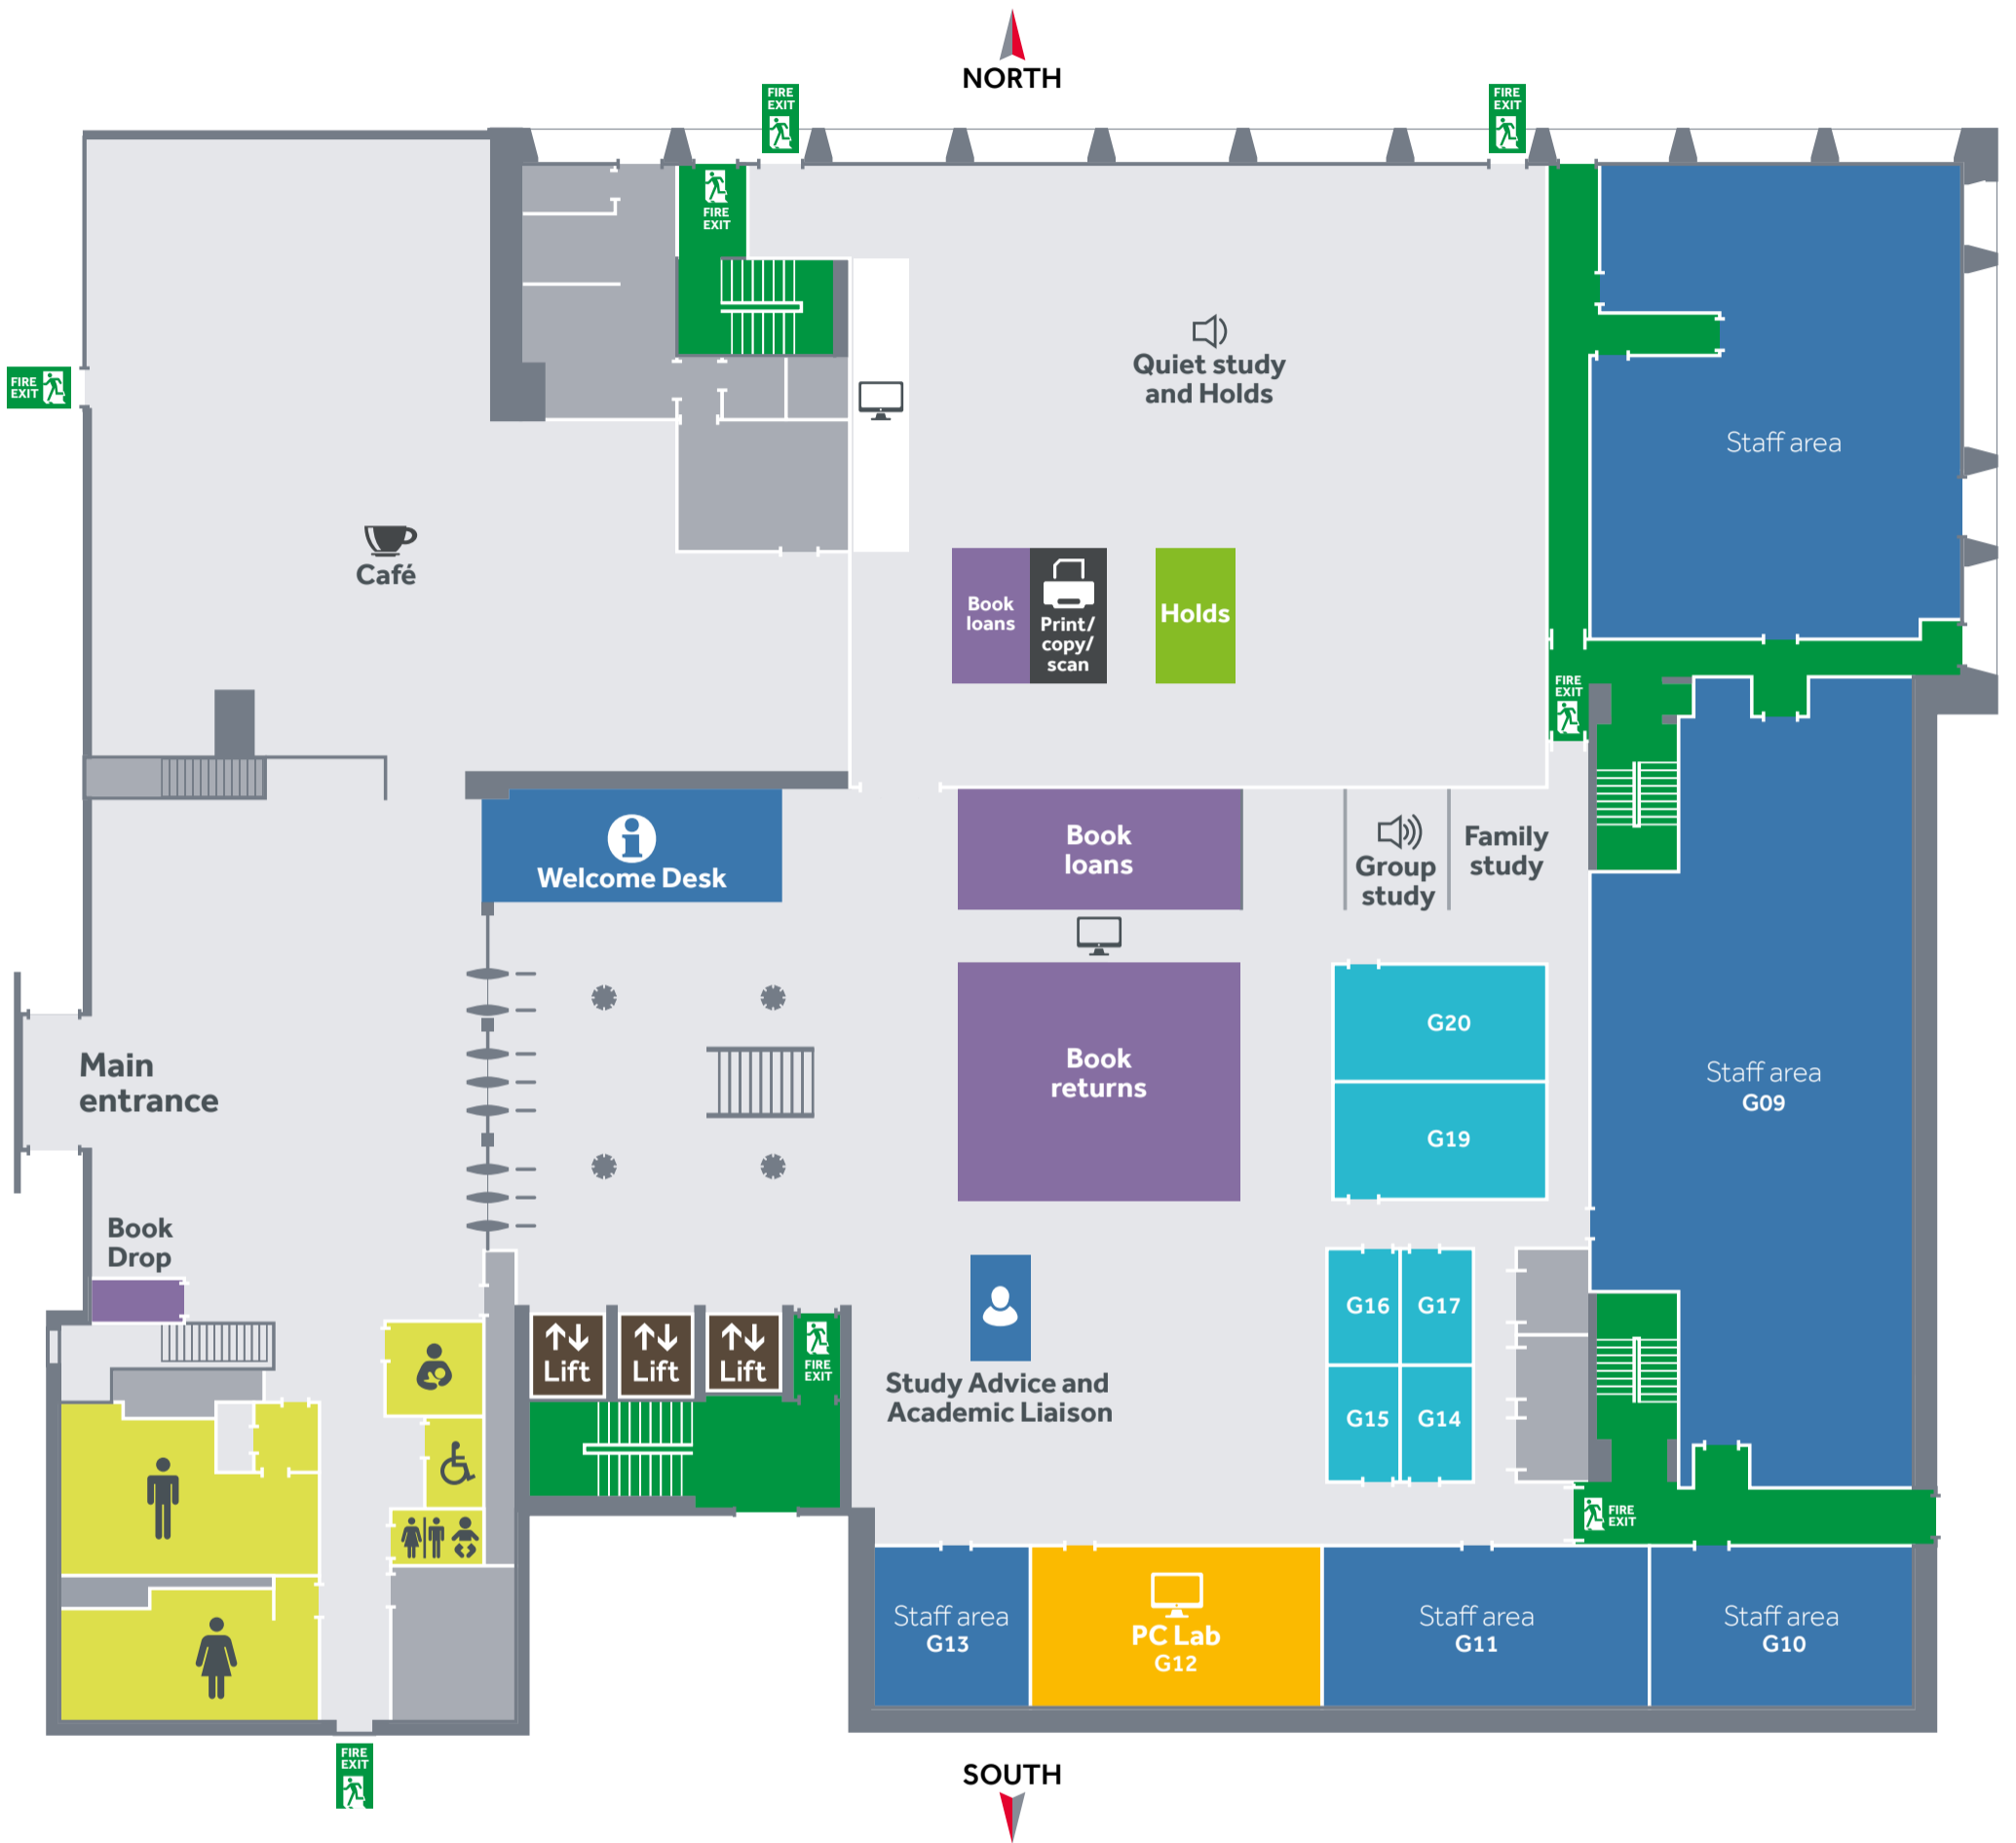 NORTH
FIRE
EXIT
FIRE
EXIT
FIRE
EXIT
FIRE
EXIT
Quiet study
and Holds
Staff area
Café
Book
loans
Print/
copy/
scan
Holds
FIRE
EXIT
Welcome Desk
Book
loans
Group
study
Family
study
Main
entrance
Book
returns
G20
G19
Staff area
G09
Book
Drop
Lift
Lift
Lift
FIRE
EXIT
Study Advice and
Academic Liaison
G16
G17
G15
G14
FIRE
EXIT
Staff area
G13
PC Lab
G12
Staff area
G11
Staff area
G10
FIRE
EXIT
SOUTH